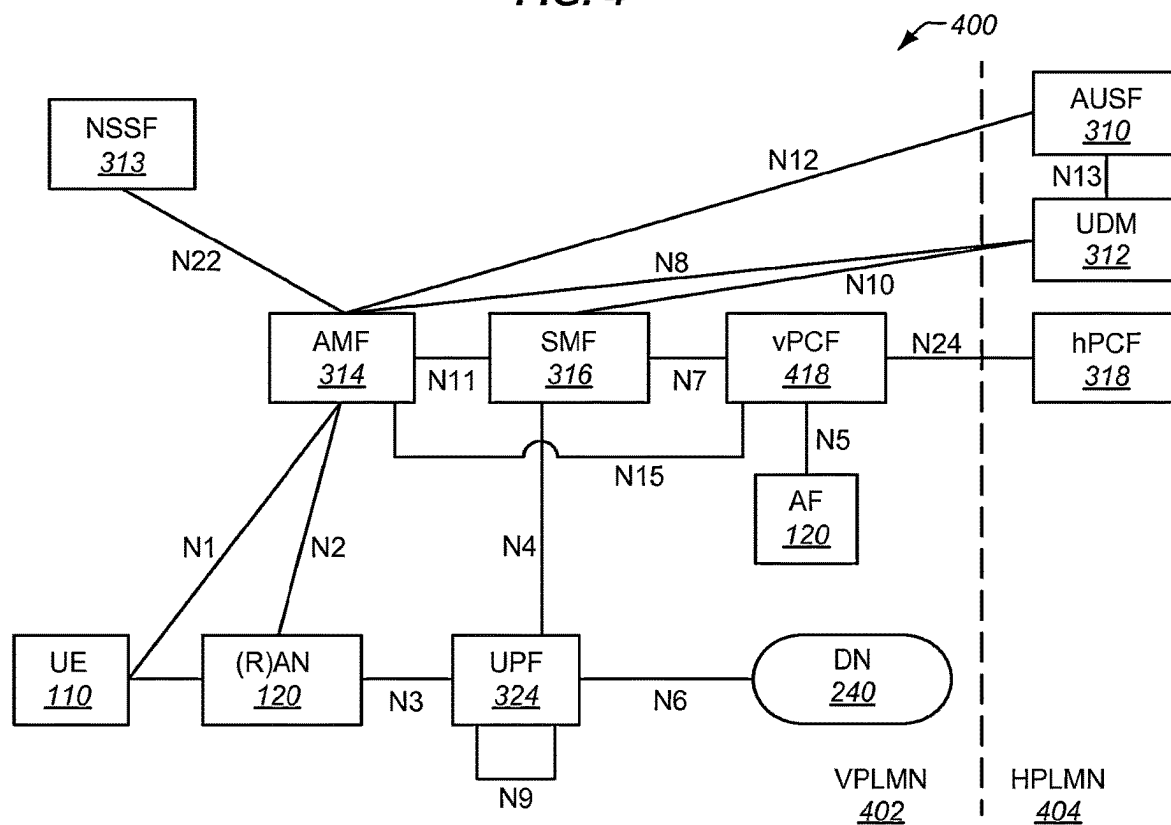 FIG. 4
400
NSSF
313
AUSF
310
N12
N13
UDM
312
N22
N8
N10
AMF
314
N11
SMF
316
N7
vPCF
418
N24
hPCF
318
N15
N5
AF
120
N1
N2
N4
UE
110
(R)AN
120
N3
UPF
324
N6
DN
240
N9
VPLMN
402
HPLMN
404